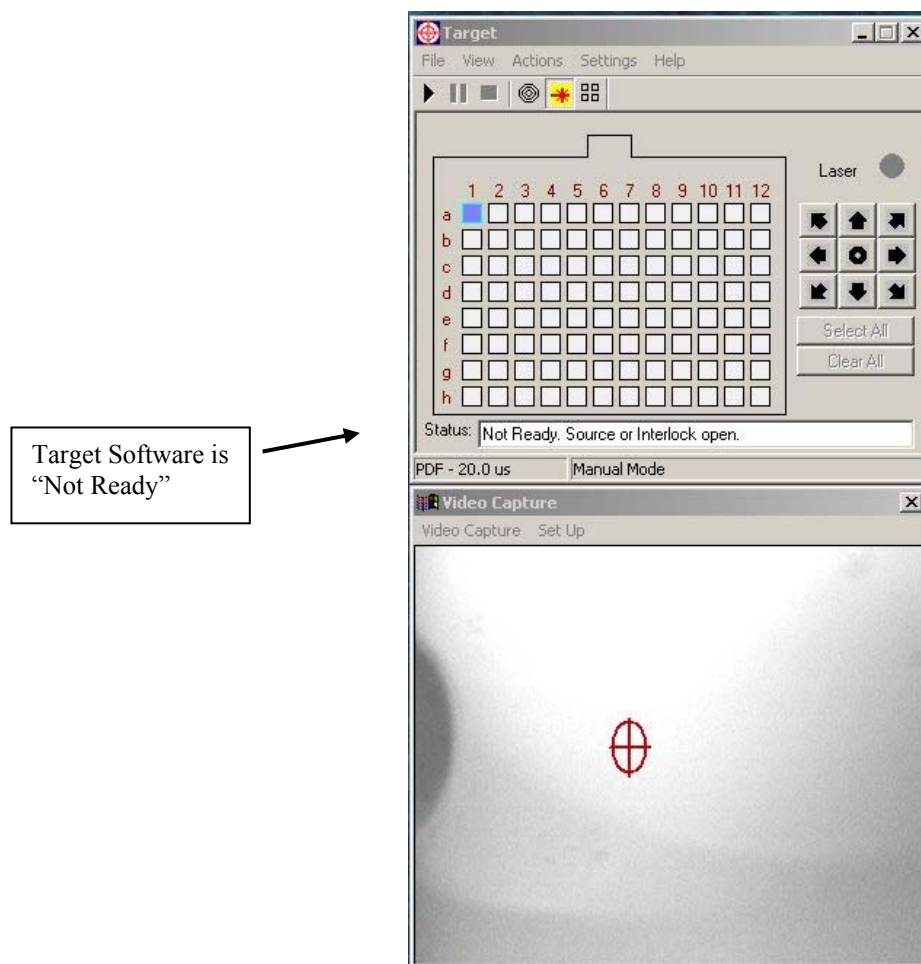 Target
File View Actions Settings Help
Laser
1 2 3 4 5 6 7 8 9 10 11 12
a
b
c
d
e
f
g
h
Select All
Clear All
Status: Not Ready. Source or Interlock open.
PDF - 20.0 us Manual Mode
Target Software is
“Not Ready”
Video Capture
Video Capture Set Up